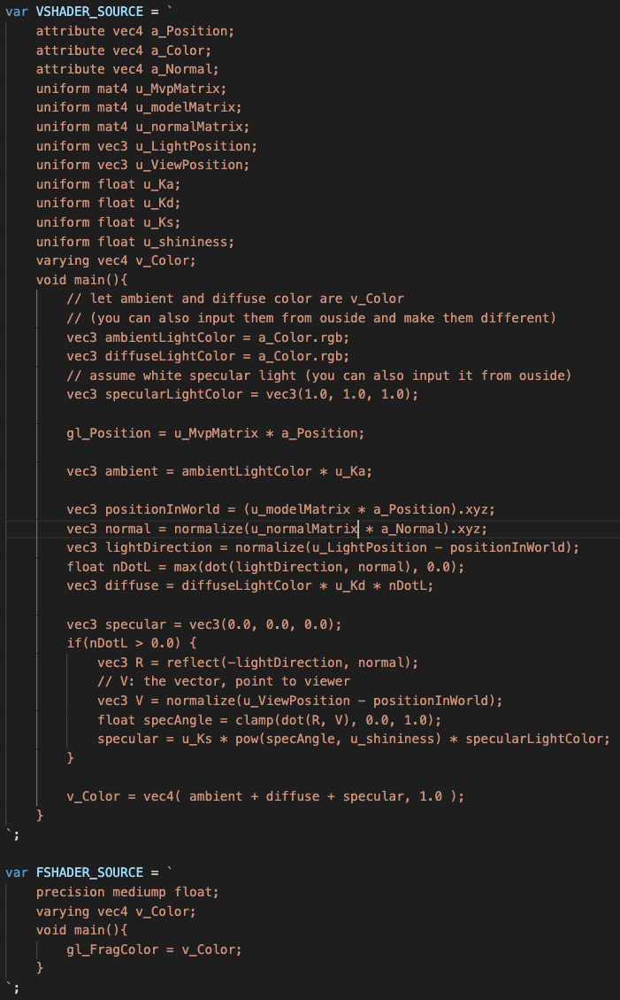 var VSHADER_SOURCE = `
    attribute vec4 a_Position;
    attribute vec4 a_Color;
    attribute vec4 a_Normal;
    uniform mat4 u_MvpMatrix;
    uniform mat4 u_modelMatrix;
    uniform mat4 u_normalMatrix;
    uniform vec3 u_LightPosition;
    uniform vec3 u_ViewPosition;
    uniform float u_Ka;
    uniform float u_Kd;
    uniform float u_Ks;
    uniform float u_shininess;
    varying vec4 v_Color;
    void main(){
        // let ambient and diffuse color are v_Color
        // (you can also input them from ouside and make them different)
        vec3 ambientLightColor = a_Color.rgb;
        vec3 diffuseLightColor = a_Color.rgb;
        // assume white specular light (you can also input it from ouside)
        vec3 specularLightColor = vec3(1.0, 1.0, 1.0);

        gl_Position = u_MvpMatrix * a_Position;

        vec3 ambient = ambientLightColor * u_Ka;

        vec3 positionInWorld = (u_modelMatrix * a_Position).xyz;
        vec3 normal = normalize(u_normalMatrix * a_Normal).xyz;
        vec3 lightDirection = normalize(u_LightPosition - positionInWorld);
        float nDotL = max(dot(lightDirection, normal), 0.0);
        vec3 diffuse = diffuseLightColor * u_Kd * nDotL;

        vec3 specular = vec3(0.0, 0.0, 0.0);
        if(nDotL > 0.0) {
            vec3 R = reflect(-lightDirection, normal);
            // V: the vector, point to viewer
            vec3 V = normalize(u_ViewPosition - positionInWorld);
            float specAngle = clamp(dot(R, V), 0.0, 1.0);
            specular = u_Ks * pow(specAngle, u_shininess) * specularLightColor;
        }

        v_Color = vec4( ambient + diffuse + specular, 1.0 );
    }
`;

var FSHADER_SOURCE = `
    precision mediump float;
    varying vec4 v_Color;
    void main(){
        gl_FragColor = v_Color;
    }
`;